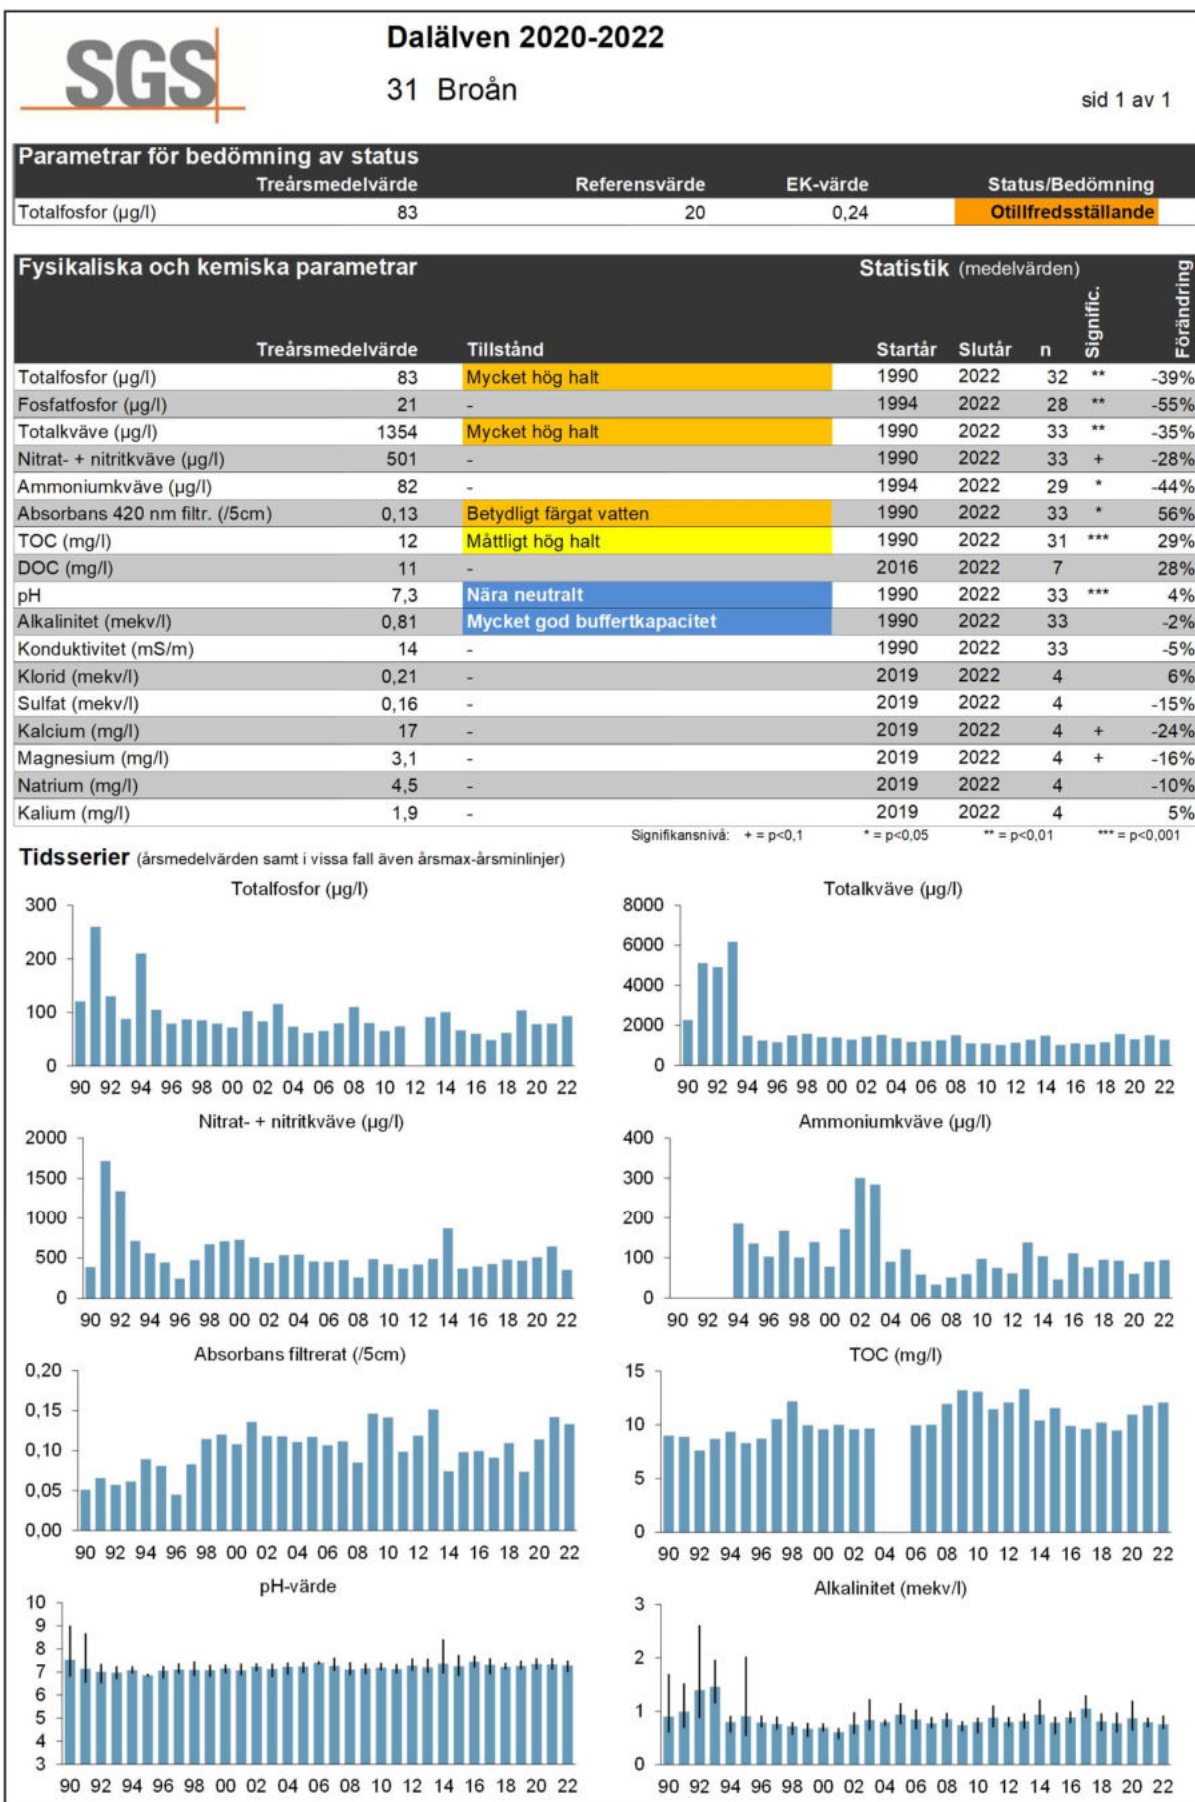 SGS
Dalälven 2020-2022
31 Broån
sid 1 av 1
Parametrar för bedömning av status
Treårsmedelvärde Referensvärde EK-värde Status/Bedömning
Totalfosfor (µg/l) 83 20 0,24 Otillfredsställande
Fysikaliska och kemiska parametrar Statistik (medelvärden)
Treårsmedelvärde Tillstånd Startår Slutår n Signific. Förändring
Totalfosfor (µg/l) 83 Mycket hög halt 1990 2022 32 ** -39%
Fosfatfosfor (µg/l) 21 - 1994 2022 28 ** -55%
Totalkväve (µg/l) 1354 Mycket hög halt 1990 2022 33 ** -35%
Nitrat- + nitritkväve (µg/l) 501 - 1990 2022 33 + -28%
Ammoniumkväve (µg/l) 82 - 1994 2022 29 * -44%
Absorbans 420 nm filtr. (/5cm) 0,13 Betydligt färgat vatten 1990 2022 33 * 56%
TOC (mg/l) 12 Måttligt hög halt 1990 2022 31 *** 29%
DOC (mg/l) 11 - 2016 2022 7 28%
pH 7,3 Nära neutralt 1990 2022 33 *** 4%
Alkalinitet (mekv/l) 0,81 Mycket god buffertkapacitet 1990 2022 33 -2%
Konduktivitet (mS/m) 14 - 1990 2022 33 -5%
Klorid (mekv/l) 0,21 - 2019 2022 4 6%
Sulfat (mekv/l) 0,16 - 2019 2022 4 -15%
Kalcium (mg/l) 17 - 2019 2022 4 + -24%
Magnesium (mg/l) 3,1 - 2019 2022 4 + -16%
Natrium (mg/l) 4,5 - 2019 2022 4 -10%
Kalium (mg/l) 1,9 - 2019 2022 4 5%
Signifikansnivå: + = p<0,1 * = p<0,05 ** = p<0,01 *** = p<0,001
Tidsserier (årsmedelvärden samt i vissa fall även årsmax-årsminlinjer)
Totalfosfor (µg/l)
300
200
100
0
90 92 94 96 98 00 02 04 06 08 10 12 14 16 18 20 22
Totalkväve (µg/l)
8000
6000
4000
2000
0
90 92 94 96 98 00 02 04 06 08 10 12 14 16 18 20 22
Nitrat- + nitritkväve (µg/l)
2000
1500
1000
500
0
90 92 94 96 98 00 02 04 06 08 10 12 14 16 18 20 22
Ammoniumkväve (µg/l)
400
300
200
100
0
90 92 94 96 98 00 02 04 06 08 10 12 14 16 18 20 22
Absorbans filtrerat (/5cm)
0,20
0,15
0,10
0,05
0,00
90 92 94 96 98 00 02 04 06 08 10 12 14 16 18 20 22
TOC (mg/l)
15
10
5
0
90 92 94 96 98 00 02 04 06 08 10 12 14 16 18 20 22
pH-värde
10
9
8
7
6
5
4
3
90 92 94 96 98 00 02 04 06 08 10 12 14 16 18 20 22
Alkalinitet (mekv/l)
3
2
1
0
90 92 94 96 98 00 02 04 06 08 10 12 14 16 18 20 22